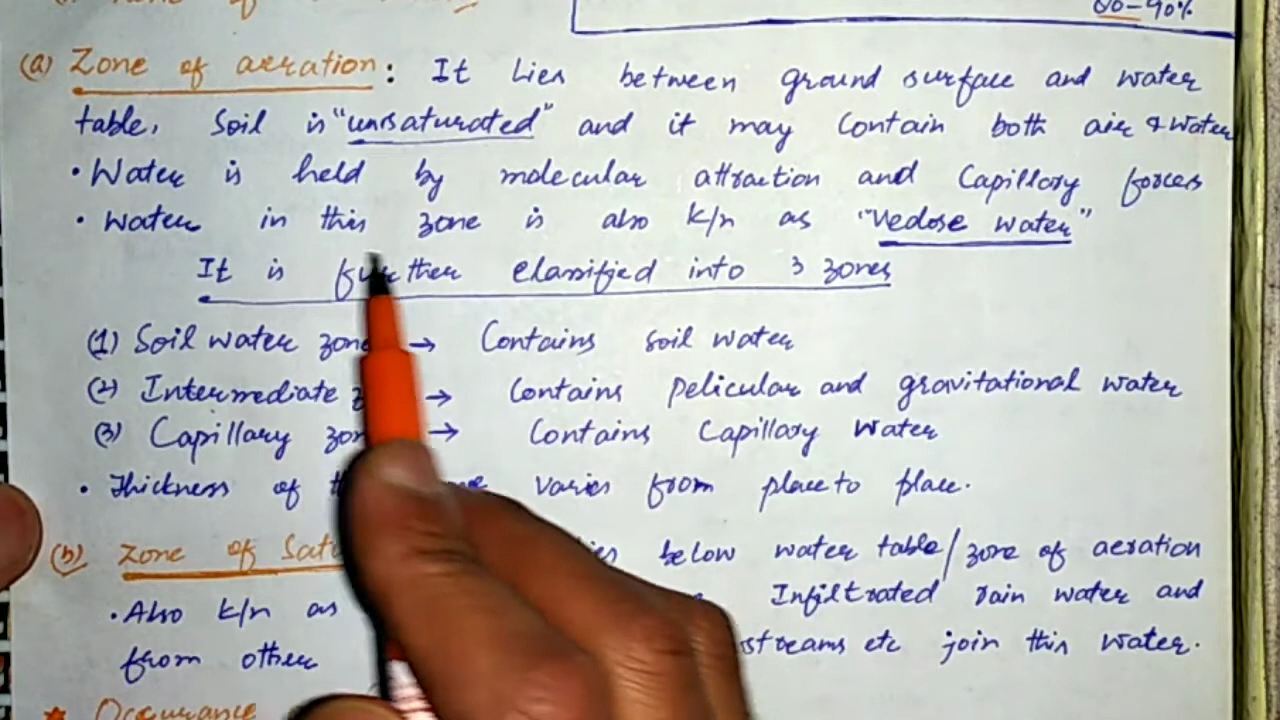 90%
(a) Zone of aeration: It lies between ground surface and water
table, Soil is "unsaturated" and it may contain both air & water
• Water is held by molecular attraction and Capillary forces
• Water in this zone is also k/n as "Vedose water"
It is further classified into 3 zones
(1) Soil water zone → Contains soil water
(2) Intermediate → Contains pelicular and gravitational water
(3) Capillary zon → Contains Capillary water
• Thickness of varies from place to place.
(b) Zone of Satu below water table/zone of aeration
• Also k/n as Infiltrated rain water and
from other streams etc join this water.
* Occurance